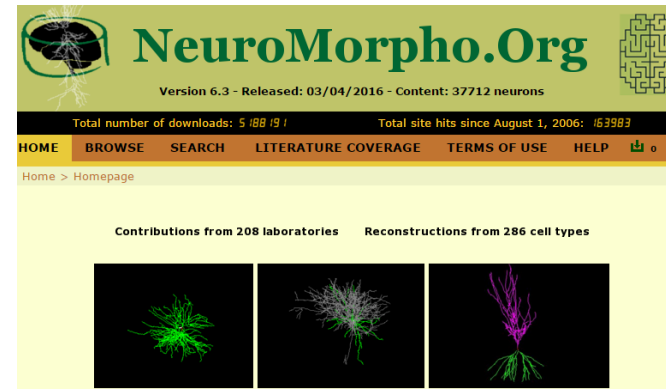 NeuroMorpho.Org
Version 6.3 - Released: 03/04/2016 - Content: 37712 neurons
Total number of downloads: 5188191 Total site hits since August 1, 2006: 163983
HOME BROWSE SEARCH LITERATURE COVERAGE TERMS OF USE HELP 0
Home > Homepage
Contributions from 208 laboratories Reconstructions from 286 cell types